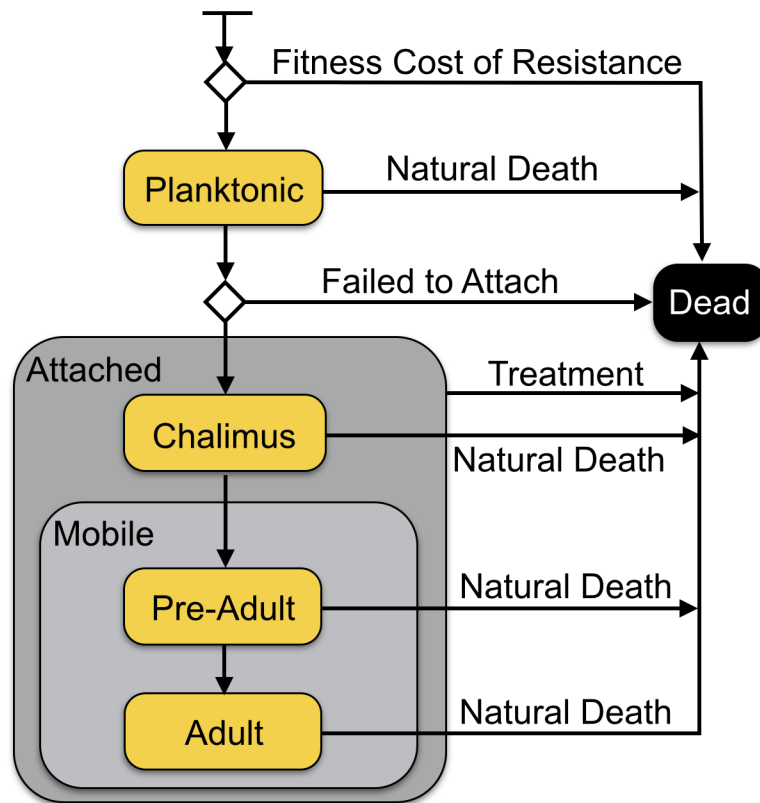 Fitness Cost of Resistance
Planktonic
Natural Death
Failed to Attach
Dead
Attached
Treatment
Chalimus
Natural Death
Mobile
Pre-Adult
Natural Death
Adult
Natural Death